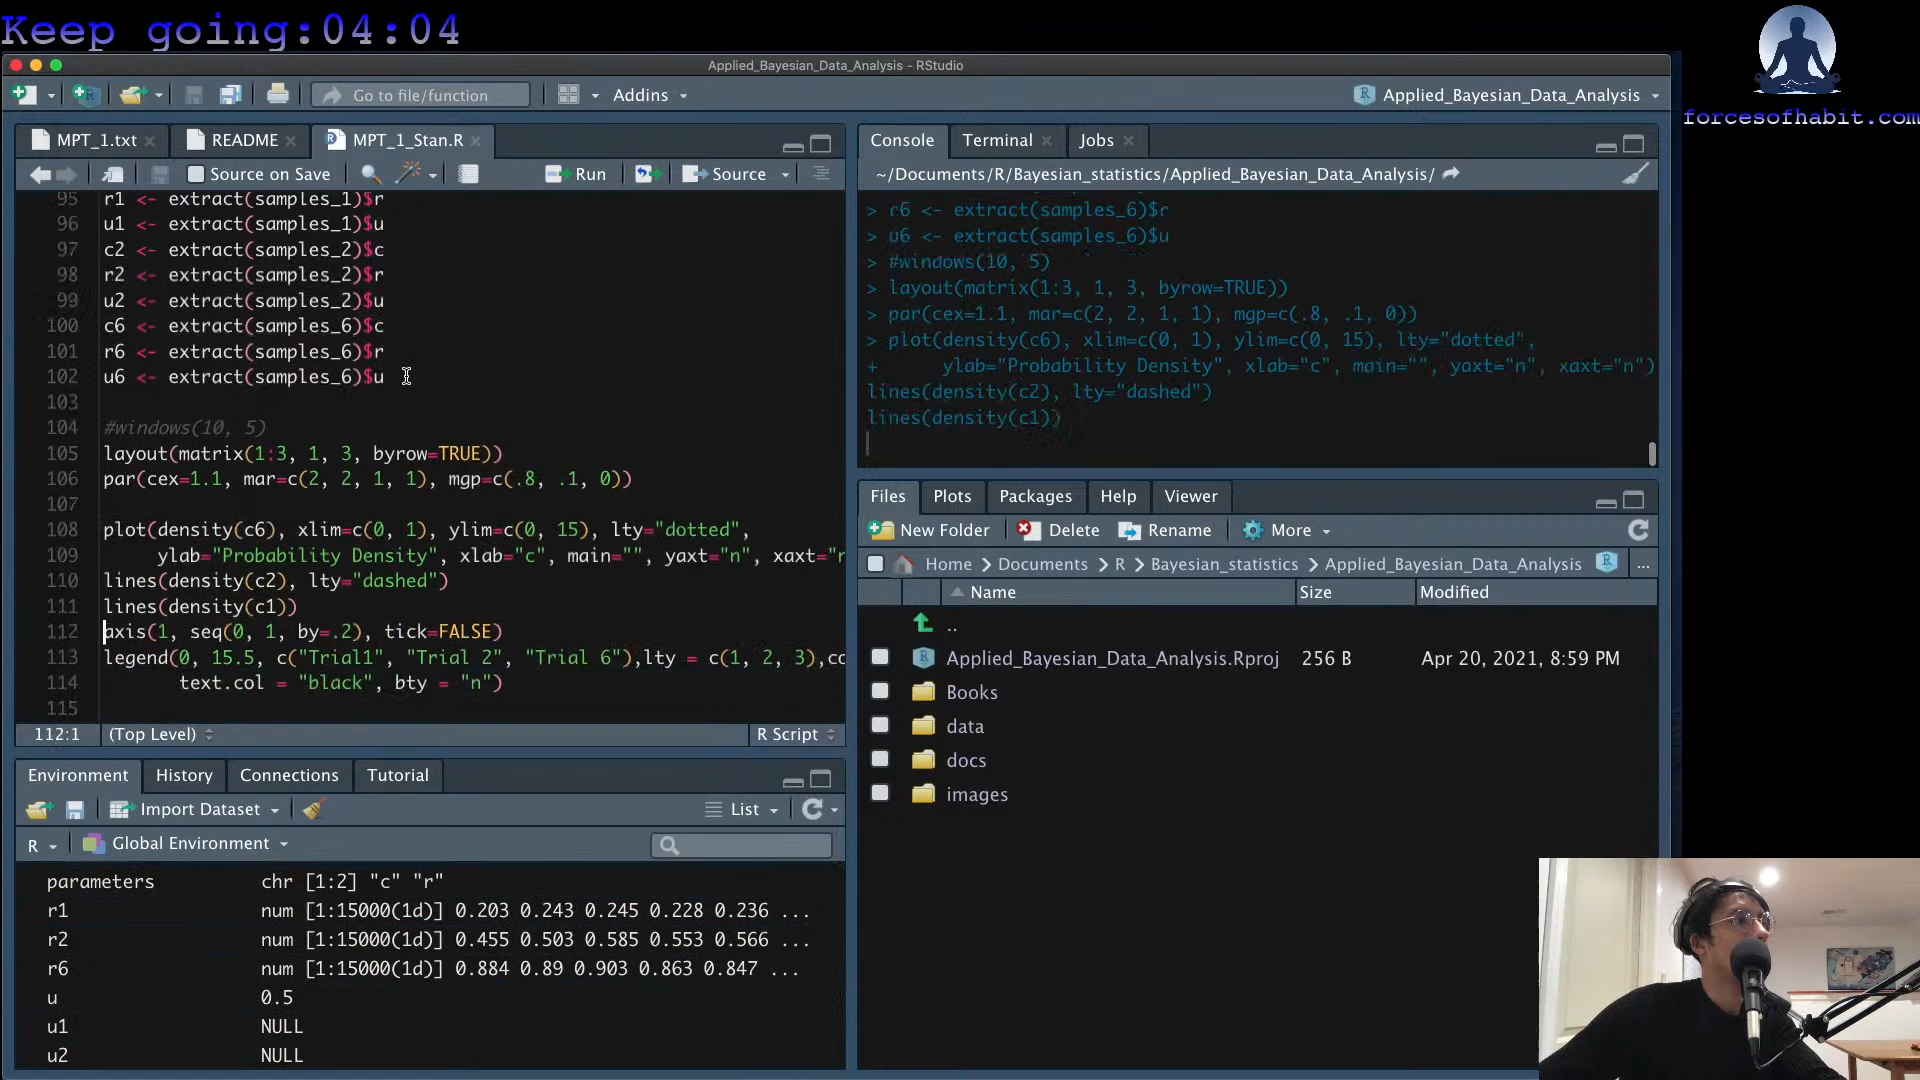 Keep going:04:04
forcesofhabit.com
Applied_Bayesian_Data_Analysis - RStudio
Go to file/function
Addins
Applied_Bayesian_Data_Analysis
MPT_1.txt
README
MPT_1_Stan.R
Source on Save
Run
Source
95 r1 <- extract(samples_1)$r
96 u1 <- extract(samples_1)$u
97 c2 <- extract(samples_2)$c
98 r2 <- extract(samples_2)$r
99 u2 <- extract(samples_2)$u
100 c6 <- extract(samples_6)$c
101 r6 <- extract(samples_6)$r
102 u6 <- extract(samples_6)$u
103
104 #windows(10, 5)
105 layout(matrix(1:3, 1, 3, byrow=TRUE))
106 par(cex=1.1, mar=c(2, 2, 1, 1), mgp=c(.8, .1, 0))
107
108 plot(density(c6), xlim=c(0, 1), ylim=c(0, 15), lty="dotted",
109 ylab="Probability Density", xlab="c", main="", yaxt="n", xaxt="n
110 lines(density(c2), lty="dashed")
111 lines(density(c1))
112 axis(1, seq(0, 1, by=.2), tick=FALSE)
113 legend(0, 15.5, c("Trial1", "Trial 2", "Trial 6"),lty = c(1, 2, 3),co
114 text.col = "black", bty = "n")
115
112:1
(Top Level)
R Script
Console
Terminal
Jobs
~/Documents/R/Bayesian_statistics/Applied_Bayesian_Data_Analysis/
> r6 <- extract(samples_6)$r
> u6 <- extract(samples_6)$u
> #windows(10, 5)
> layout(matrix(1:3, 1, 3, byrow=TRUE))
> par(cex=1.1, mar=c(2, 2, 1, 1), mgp=c(.8, .1, 0))
> plot(density(c6), xlim=c(0, 1), ylim=c(0, 15), lty="dotted",
+ ylab="Probability Density", xlab="c", main="", yaxt="n", xaxt="n")
lines(density(c2), lty="dashed")
lines(density(c1))
Environment
History
Connections
Tutorial
Import Dataset
List
R
Global Environment
parameters chr [1:2] "c" "r"
r1 num [1:15000(1d)] 0.203 0.243 0.245 0.228 0.236 ...
r2 num [1:15000(1d)] 0.455 0.503 0.585 0.553 0.566 ...
r6 num [1:15000(1d)] 0.884 0.89 0.903 0.863 0.847 ...
u 0.5
u1 NULL
u2 NULL
Files
Plots
Packages
Help
Viewer
New Folder
Delete
Rename
More
Home
Documents
R
Bayesian_statistics
Applied_Bayesian_Data_Analysis
...
Name
Size
Modified
..
Applied_Bayesian_Data_Analysis.Rproj 256 B Apr 20, 2021, 8:59 PM
Books
data
docs
images